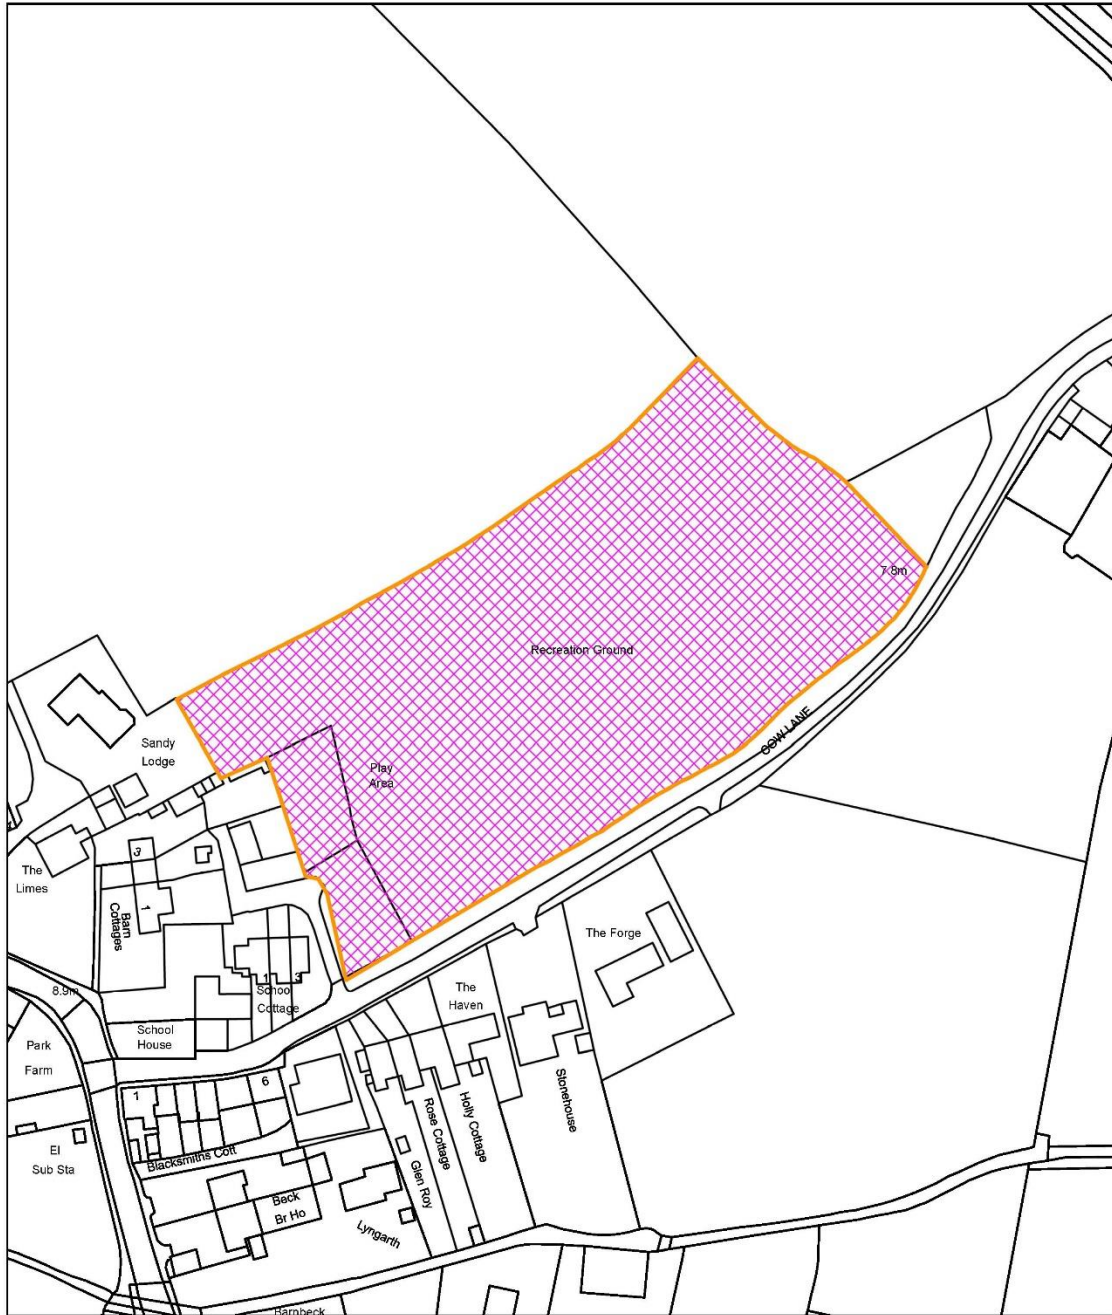 7.8m
Recreation Ground
COW LANE
Sandy
Lodge
Play
Area
The
Limes
3
1
Barn
Cottages
The Forge
1
3
School
Cottage
The
Haven
8.9m
School
House
Park
Farm
Stonehouse
1
6
Holly Cottage
Rose Cottage
Glen Roy
El
Sub Sta
Blacksmiths Cott
Beck
Br Ho
Lyngarth
Barnbeck